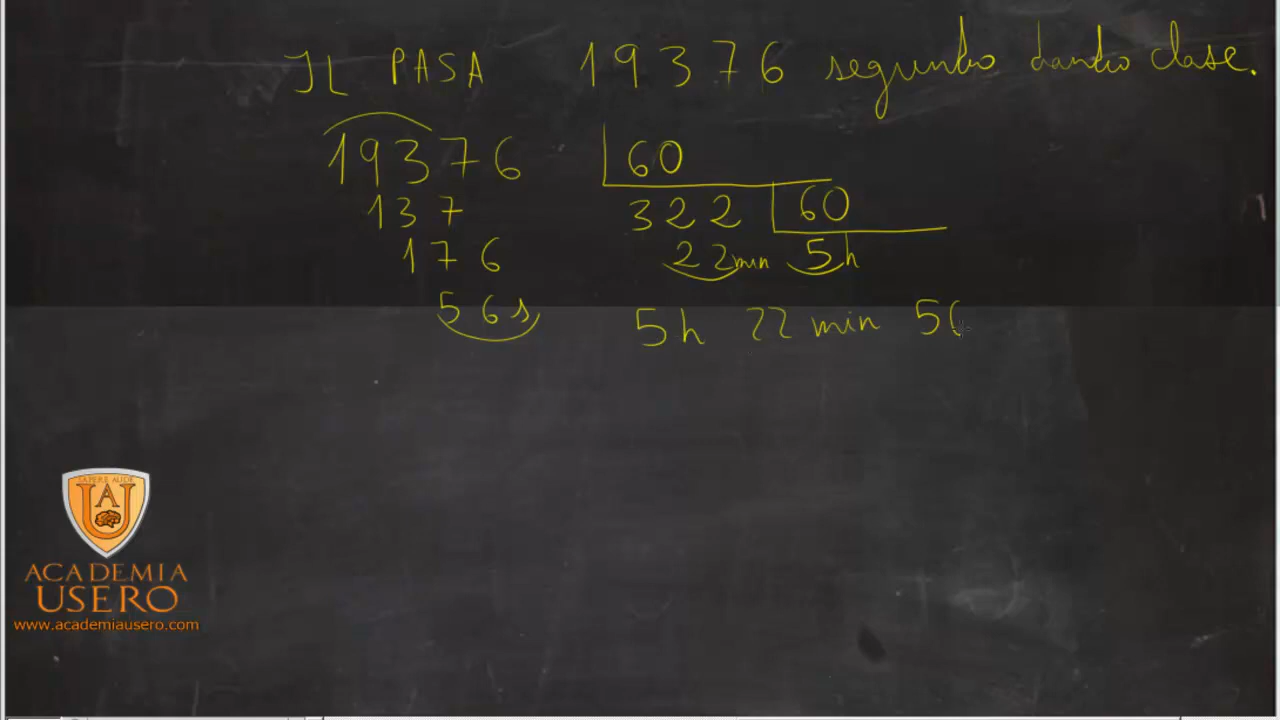 JL PASA 19376 segundos dando clase.
19376 60
137 322 60
176 22min 5h
56s 5h 22 min 56
SAPERE AUDE
UA
ACADEMIA
USERO
www.academiausero.com